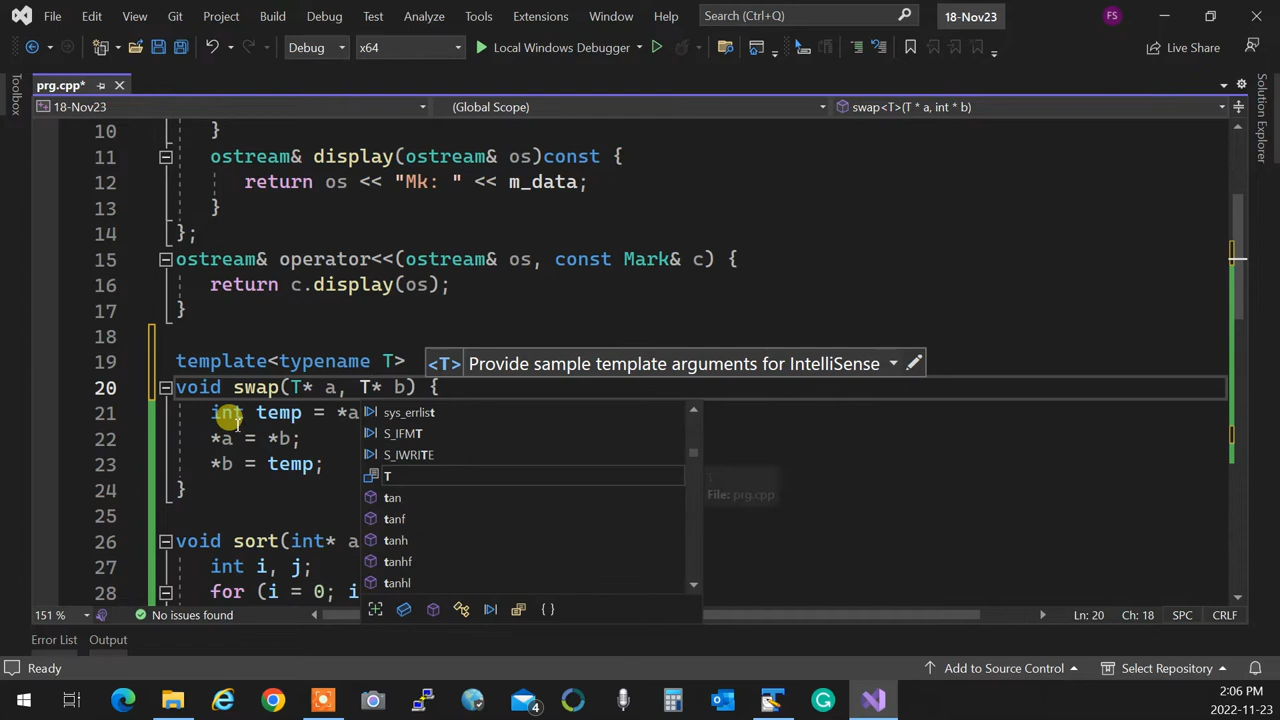 File Edit View Git Project Build Debug Test Analyze Tools Extensions Window Help Search (Ctrl+Q) 18-Nov23 FS
Debug x64 Local Windows Debugger Live Share
prg.cpp*
18-Nov23 (Global Scope) swap<T>(T * a, int * b)
Toolbox
Solution Explorer
10 }
11 ostream& display(ostream& os)const {
12 return os << "Mk: " << m_data;
13 }
14 };
15 ostream& operator<<(ostream& os, const Mark& c) {
16 return c.display(os);
17 }
18
19 template<typename T> <T> Provide sample template arguments for IntelliSense
20 void swap(T* a, T* b) {
21 int temp = *a
22 *a = *b;
23 *b = temp;
24 }
25
26 void sort(int* a
27 int i, j;
28 for (i = 0; i
sys_errlist
S_IFMT
S_IWRITE
T
tan
tanf
tanh
tanhf
tanhl
File: prg.cpp
151 % No issues found Ln: 20 Ch: 18 SPC CRLF
Error List Output
Ready Add to Source Control Select Repository
4
2:06 PM
2022-11-23